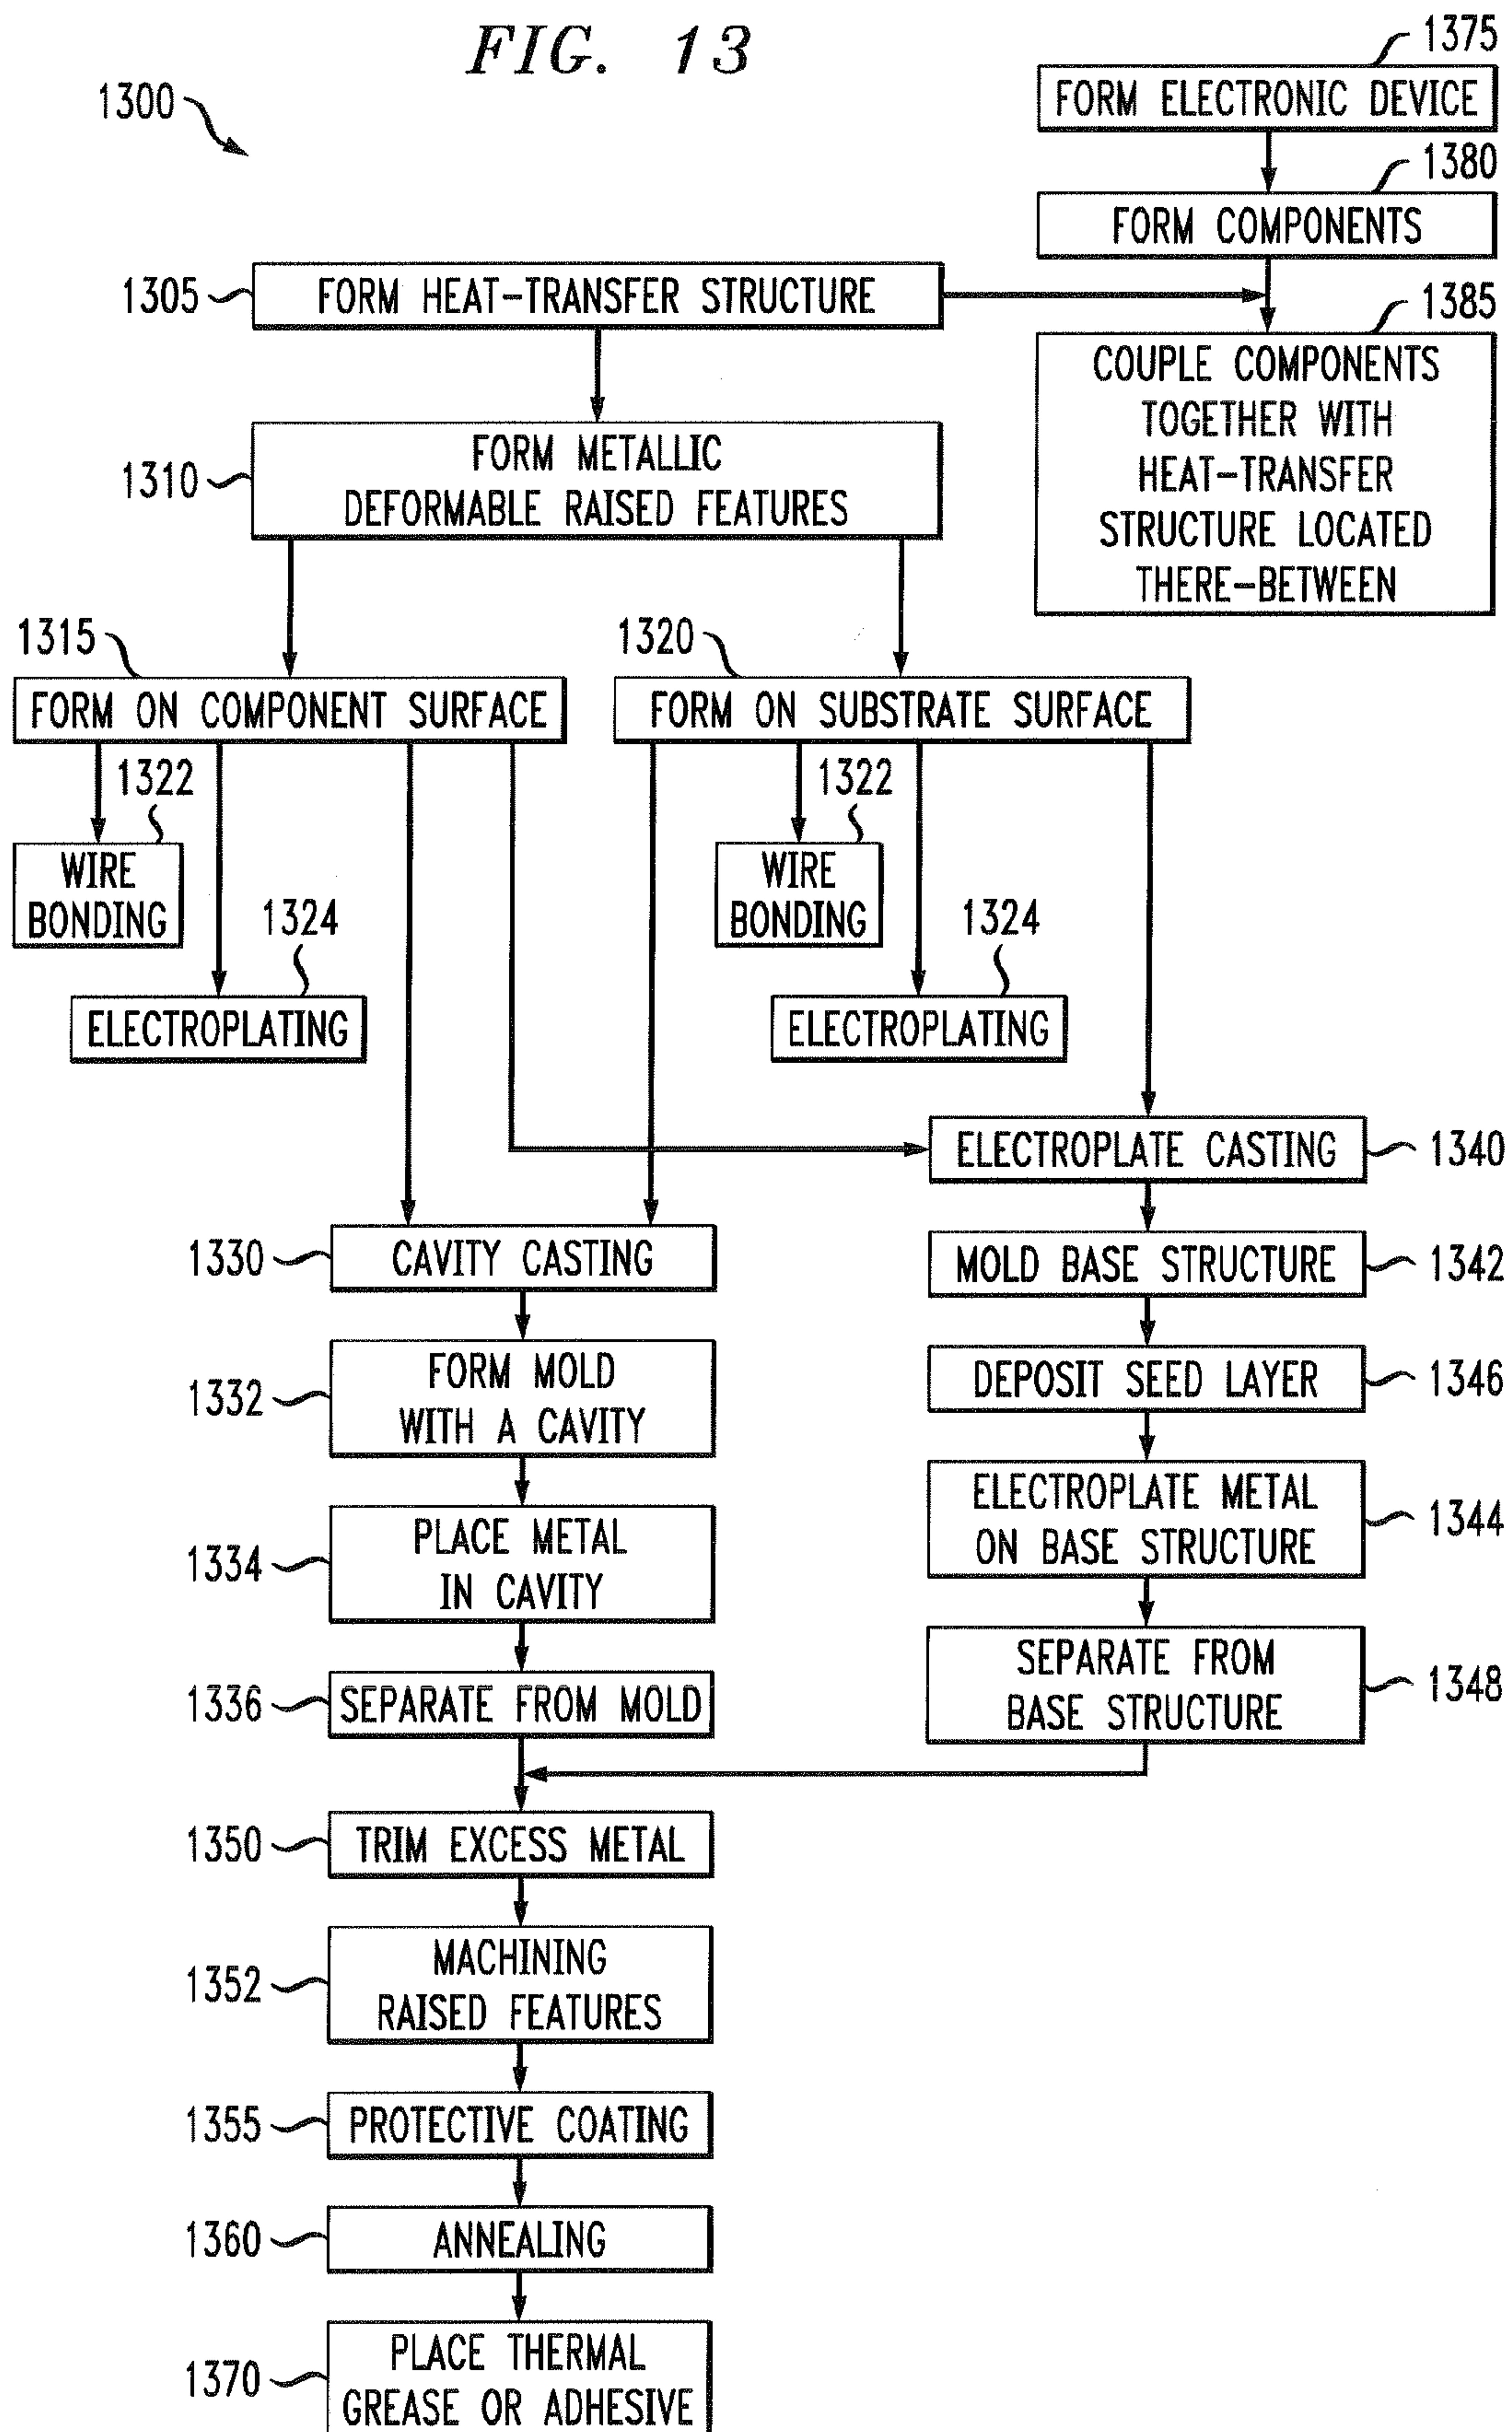 FIG. 13
1300
1375
FORM ELECTRONIC DEVICE
1380
FORM COMPONENTS
1305
FORM HEAT-TRANSFER STRUCTURE
1385
COUPLE COMPONENTS
TOGETHER WITH
HEAT-TRANSFER
STRUCTURE LOCATED
THERE-BETWEEN
1310
FORM METALLIC
DEFORMABLE RAISED FEATURES
1315
FORM ON COMPONENT SURFACE
1320
FORM ON SUBSTRATE SURFACE
1322
WIRE
BONDING
1324
ELECTROPLATING
1322
WIRE
BONDING
1324
ELECTROPLATING
ELECTROPLATE CASTING
1340
1330
CAVITY CASTING
MOLD BASE STRUCTURE
1342
1332
FORM MOLD
WITH A CAVITY
DEPOSIT SEED LAYER
1346
1334
PLACE METAL
IN CAVITY
ELECTROPLATE METAL
ON BASE STRUCTURE
1344
1336
SEPARATE FROM MOLD
SEPARATE FROM
BASE STRUCTURE
1348
1350
TRIM EXCESS METAL
1352
MACHINING
RAISED FEATURES
1355
PROTECTIVE COATING
1360
ANNEALING
1370
PLACE THERMAL
GREASE OR ADHESIVE